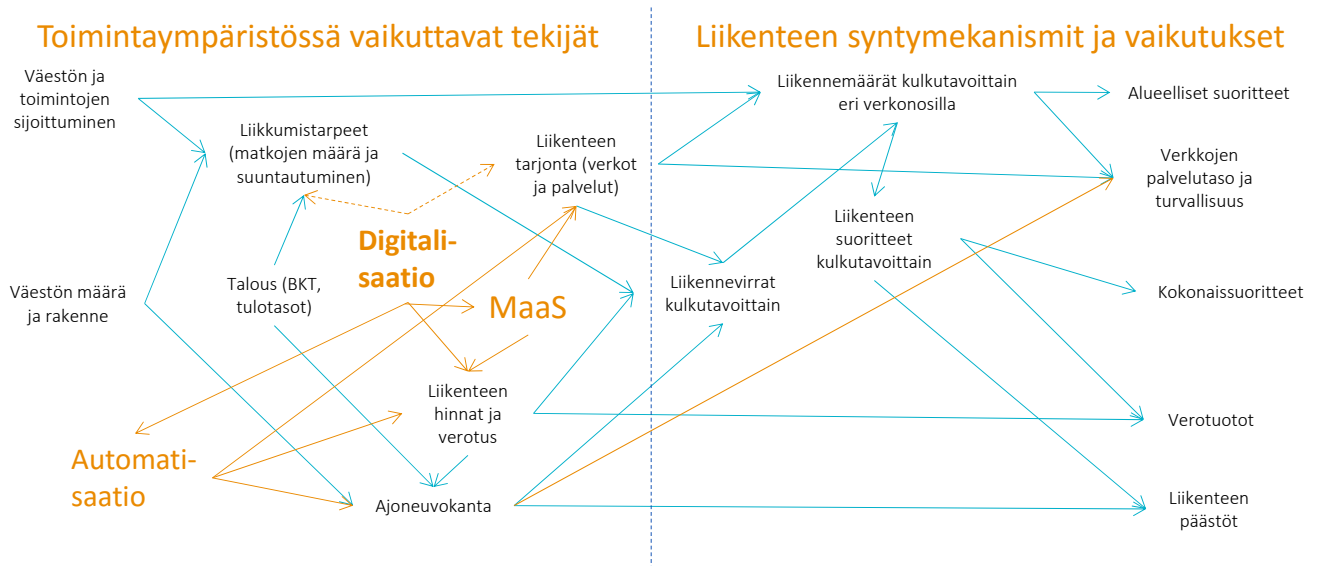 Toimintaympäristössä vaikuttavat tekijät
Liikenteen syntymekanismit ja vaikutukset
Väestön ja
toimintojen
sijoittuminen
Liikkumistarpeet
(matkojen määrä ja
suuntautuminen)
Liikenteen
tarjonta (verkot
ja palvelut)
Digitali-
saatio
Väestön määrä
ja rakenne
Talous (BKT,
tulotasot)
MaaS
Liikenteen
hinnat ja
verotus
Automati-
saatio
Ajoneuvokanta
Liikennemäärät kulkutavoittain
eri verkonosilla
Alueelliset suoritteet
Verkkojen
palvelutaso ja
turvallisuus
Liikenteen
suoritteet
kulkutavoittain
Liikennevirrat
kulkutavoittain
Kokonaissuoritteet
Verotuotot
Liikenteen
päästöt